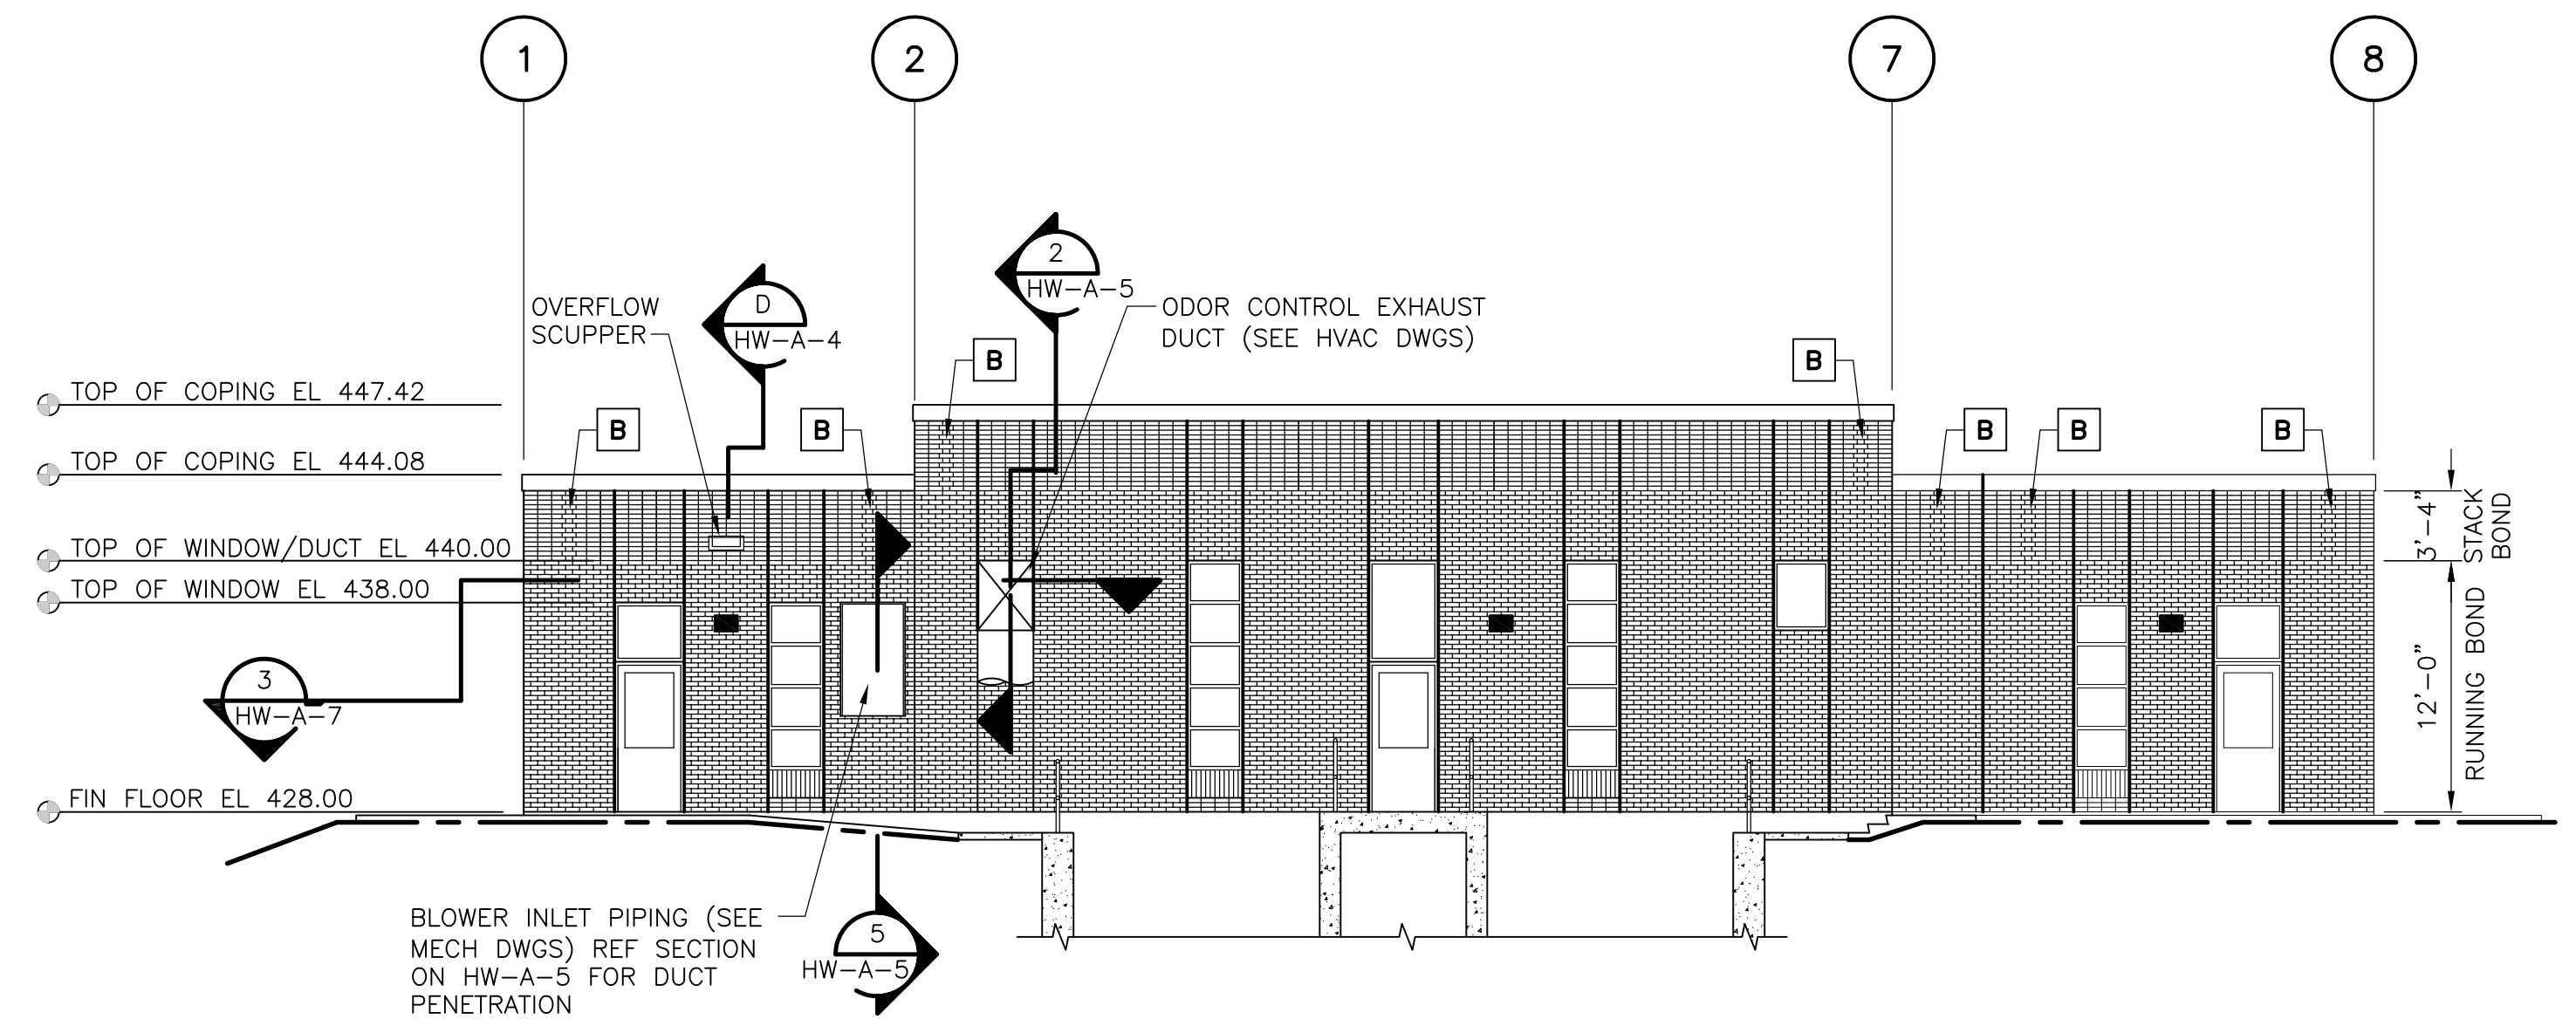 1
2
7
8
2
HW-A-5
D
HW-A-4
OVERFLOW
SCUPPER
ODOR CONTROL EXHAUST
DUCT (SEE HVAC DWGS)
B
B
B
B
B
B
B
TOP OF COPING EL 447.42
TOP OF COPING EL 444.08
TOP OF WINDOW/DUCT EL 440.00
TOP OF WINDOW EL 438.00
3
HW-A-7
FIN FLOOR EL 428.00
3'-4"
STACK
BOND
12'-0"
RUNNING BOND
BLOWER INLET PIPING (SEE
MECH DWGS) REF SECTION
ON HW-A-5 FOR DUCT
PENETRATION
5
HW-A-5